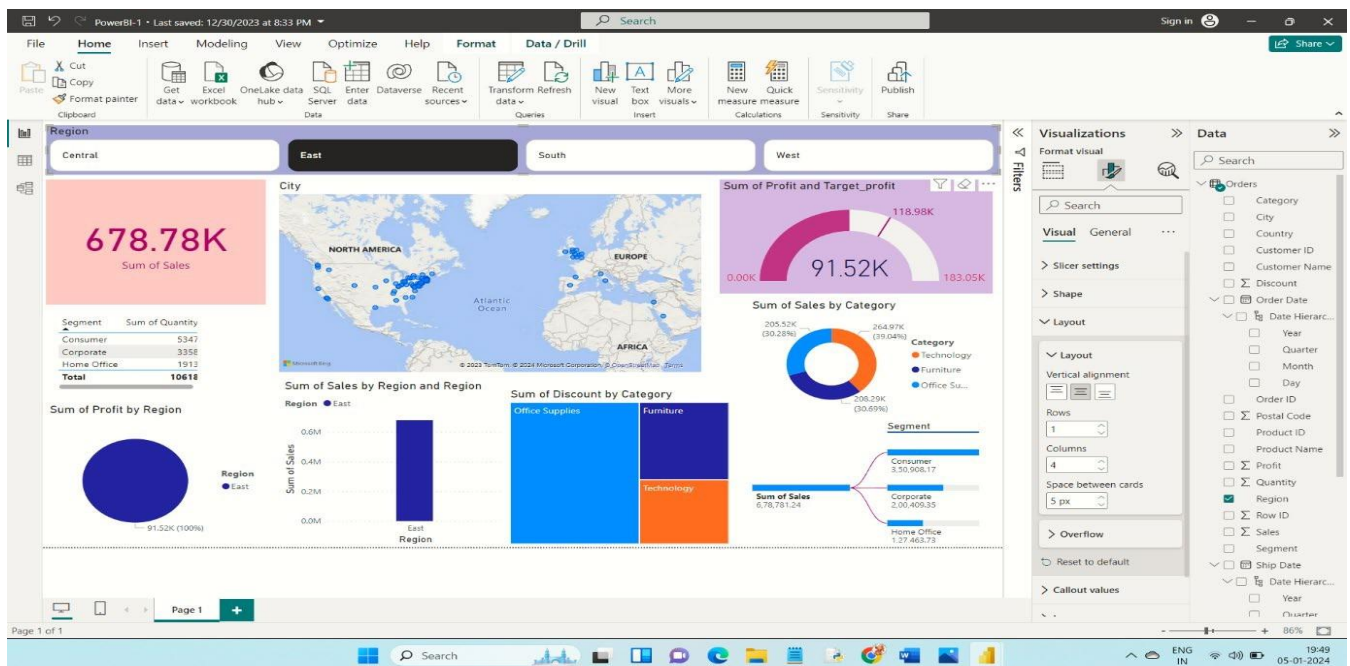 PowerBI-1 • Last saved: 12/30/2023 at 8:33 PM
Search
Sign in
File Home Insert Modeling View Optimize Help Format Data / Drill
Share
Paste
Cut
Copy
Format painter
Clipboard
Get data
Excel workbook
OneLake data hub
SQL Server
Enter data
Dataverse
Recent sources
Data
Transform data
Refresh
Queries
New visual
Text box
More visuals
Insert
New measure
Quick measure
Calculations
Sensitivity
Sensitivity
Publish
Share
Region
Central East South West
678.78K
Sum of Sales
City
NORTH AMERICA
EUROPE
Atlantic
Ocean
AFRICA
Microsoft Bing
© 2023 TomTom, © 2024 Microsoft Corporation, © OpenStreetMap Terms
Sum of Profit and Target_profit
118.98K
91.52K
0.00K
183.05K
Segment Sum of Quantity
Consumer 5347
Corporate 3358
Home Office 1913
Total 10618
Sum of Sales by Category
205.52K
(30.28%)
264.97K
(39.04%)
208.29K
(30.69%)
Category
Technology
Furniture
Office Su...
Sum of Profit by Region
Region
East
91.52K (100%)
Sum of Sales by Region and Region
Region East
Sum of Sales
0.6M
0.4M
0.2M
0.0M
East
Region
Sum of Discount by Category
Office Supplies
Furniture
Technology
Segment
Sum of Sales
6,78,781.24
Consumer
3,50,908.17
Corporate
2,00,409.35
Home Office
1,27,463.73
Filters
Visualizations
Format visual
Search
Visual General
Slicer settings
Shape
Layout
Layout
Vertical alignment
Rows
1
Columns
4
Space between cards
5 px
Overflow
Reset to default
Callout values
Data
Search
Orders
Category
City
Country
Customer ID
Customer Name
Discount
Order Date
Date Hierarc...
Year
Quarter
Month
Day
Order ID
Postal Code
Product ID
Product Name
Profit
Quantity
Region
Row ID
Sales
Segment
Ship Date
Date Hierarc...
Year
Quarter
Page 1
Page 1 of 1
86%
Search
ENG
IN
19:49
05-01-2024